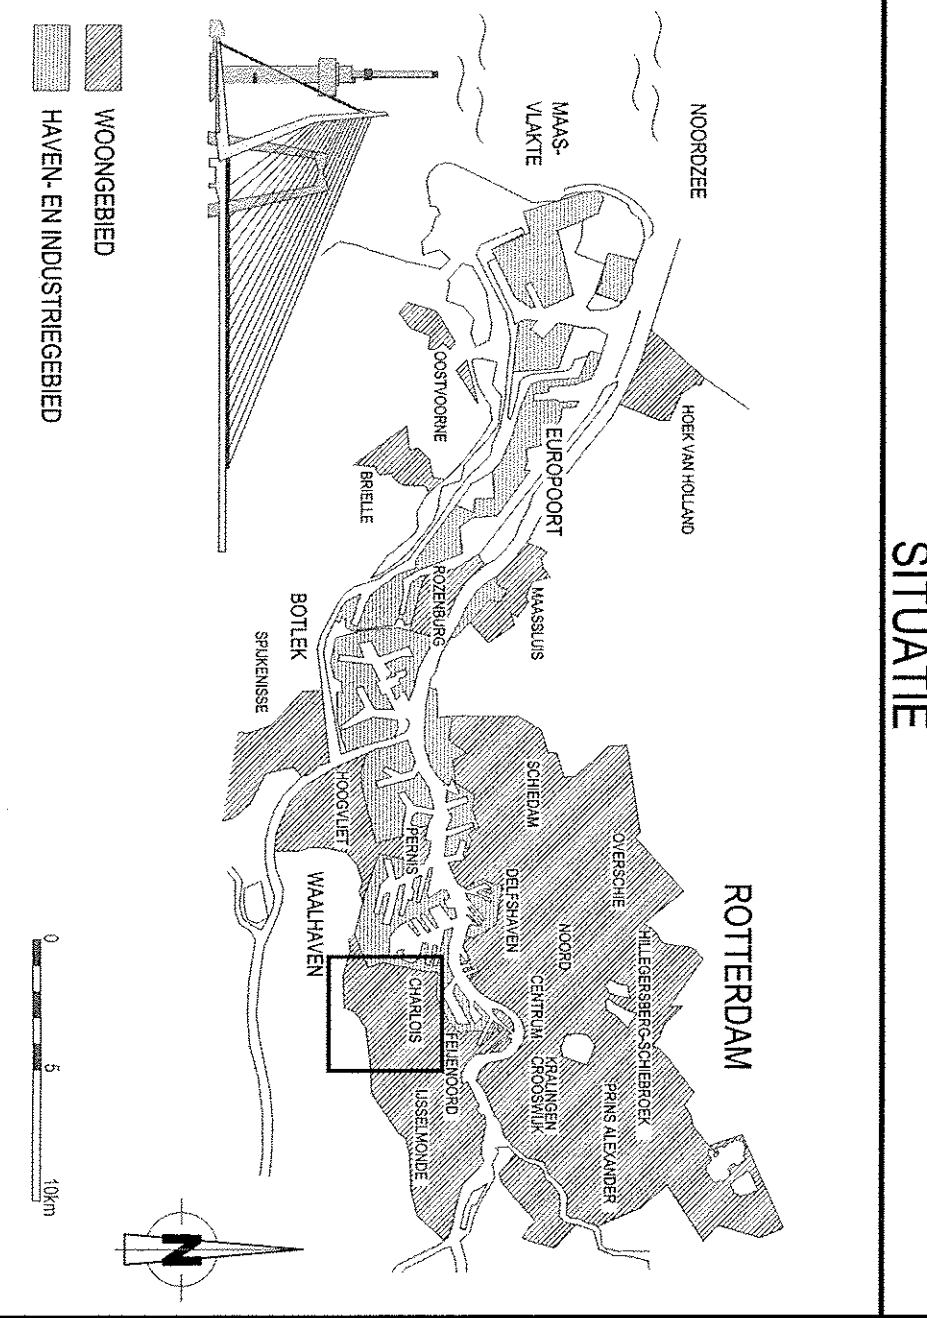 SITUATIE
ROTTERDAM
NOORDZEE
MAAS-
VLAKTE
HOEK VAN HOLLAND
EUROPOORT
OOSTVOORNE
BRIELLE
MAASSLUIS
ROZENBURG
BOTLEK
SPIJKENISSE
HOOGVLIET
PERNIS
WAALHAVEN
SCHIEDAM
OVERSCHIE
DELFSHAVEN
NOORD
HILLEGERSBERG-SCHIEBROEK
CENTRUM
KRALINGEN
CROOSWIJK
PRINS ALEXANDER
CHARLOIS
FEIJENOORD
IJSSELMONDE
WOONGEBIED
HAVEN- EN INDUSTRIEGEBIED
0 5 10km
N